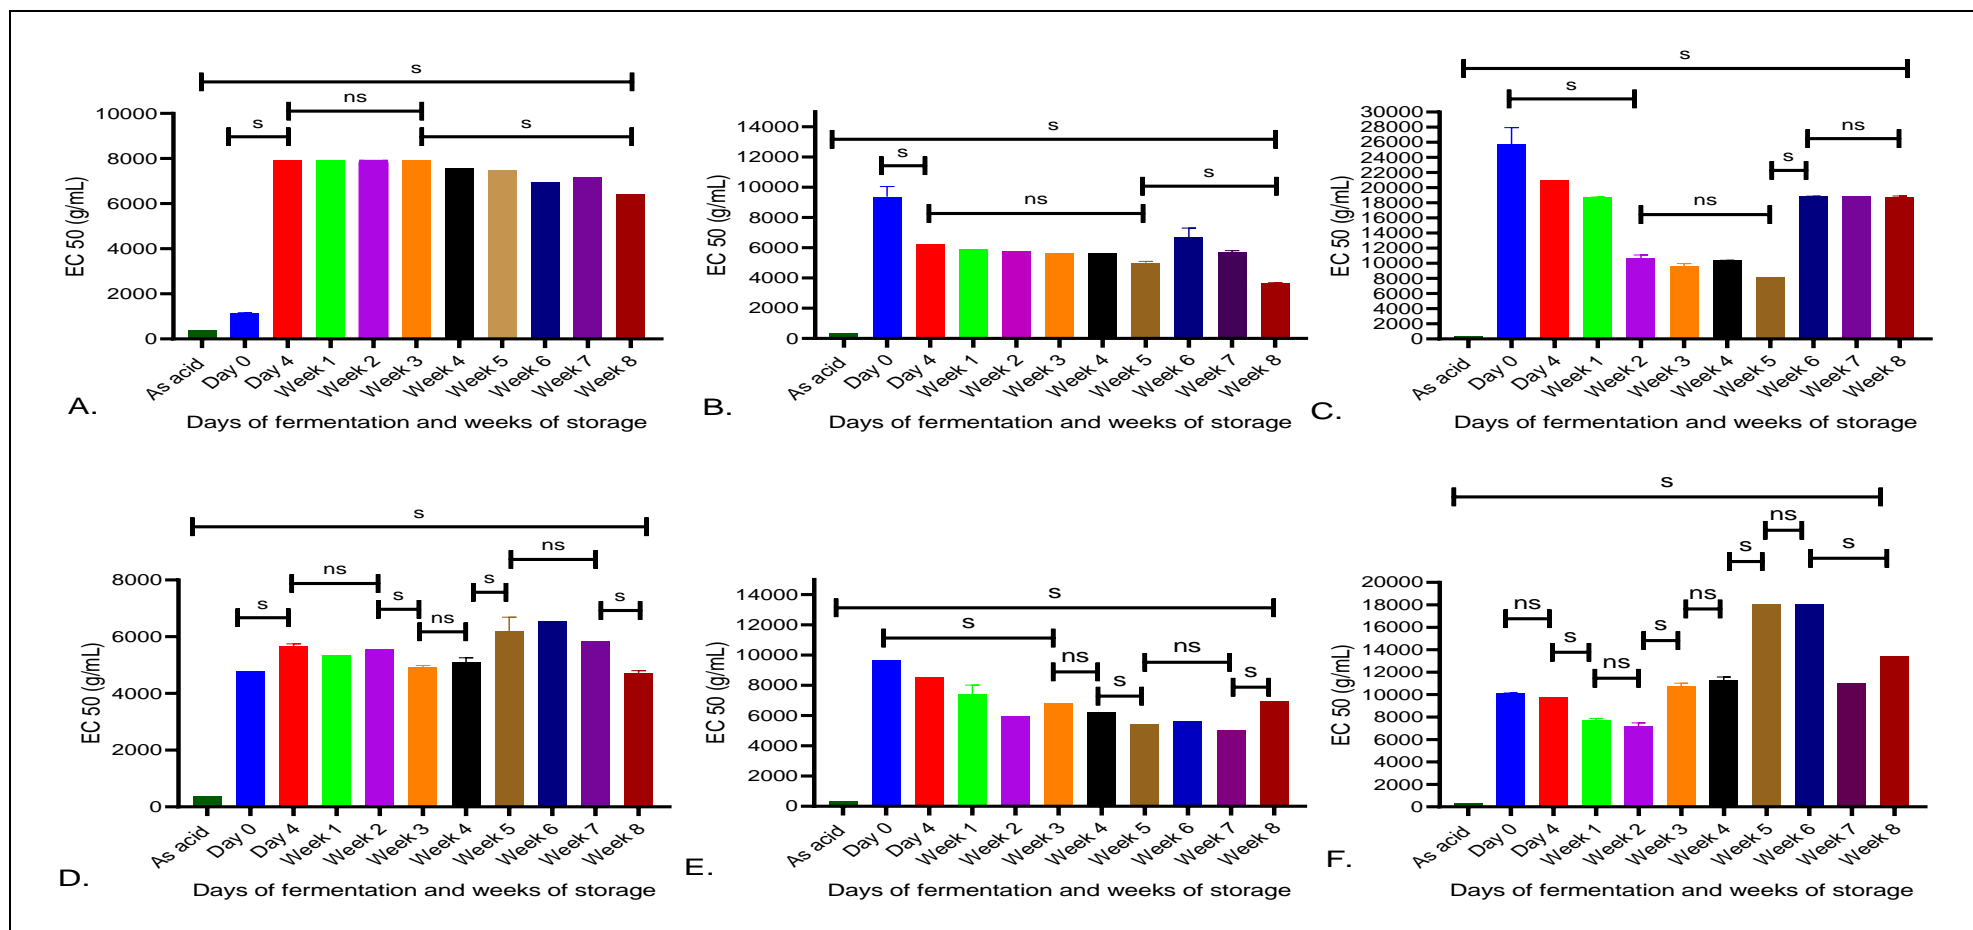 s
ns
s
s
10000
8000
6000
4000
2000
0
EC 50 (g/mL)
As acid
Day 0
Day 4
Week 1
Week 2
Week 3
Week 4
Week 5
Week 6
Week 7
Week 8
A.
Days of fermentation and weeks of storage
s
s
s
ns
14000
12000
10000
8000
6000
4000
2000
0
EC 50 (g/mL)
As acid
Day 0
Day 4
Week 1
Week 2
Week 3
Week 4
Week 5
Week 6
Week 7
Week 8
B.
Days of fermentation and weeks of storage
s
s
ns
s
ns
30000
28000
26000
24000
22000
20000
18000
16000
14000
12000
10000
8000
6000
4000
2000
0
EC 50 (g/mL)
As acid
Day 0
Day 4
Week 1
Week 2
Week 3
Week 4
Week 5
Week 6
Week 7
Week 8
C.
Days of fermentation and weeks of storage
s
ns
ns
s
s
s
s
ns
8000
6000
4000
2000
0
EC 50 (g/mL)
As acid
Day 0
Day 4
Week 1
Week 2
Week 3
Week 4
Week 5
Week 6
Week 7
Week 8
D.
Days of fermentation and weeks of storage
s
s
ns
ns
s
s
14000
12000
10000
8000
6000
4000
2000
0
EC 50 (g/mL)
As acid
Day 0
Day 4
Week 1
Week 2
Week 3
Week 4
Week 5
Week 6
Week 7
Week 8
E.
Days of fermentation and weeks of storage
s
ns
s
s
ns
ns
s
s
ns
20000
18000
16000
14000
12000
10000
8000
6000
4000
2000
0
EC 50 (g/mL)
As acid
Day 0
Day 4
Week 1
Week 2
Week 3
Week 4
Week 5
Week 6
Week 7
Week 8
F.
Days of fermentation and weeks of storage